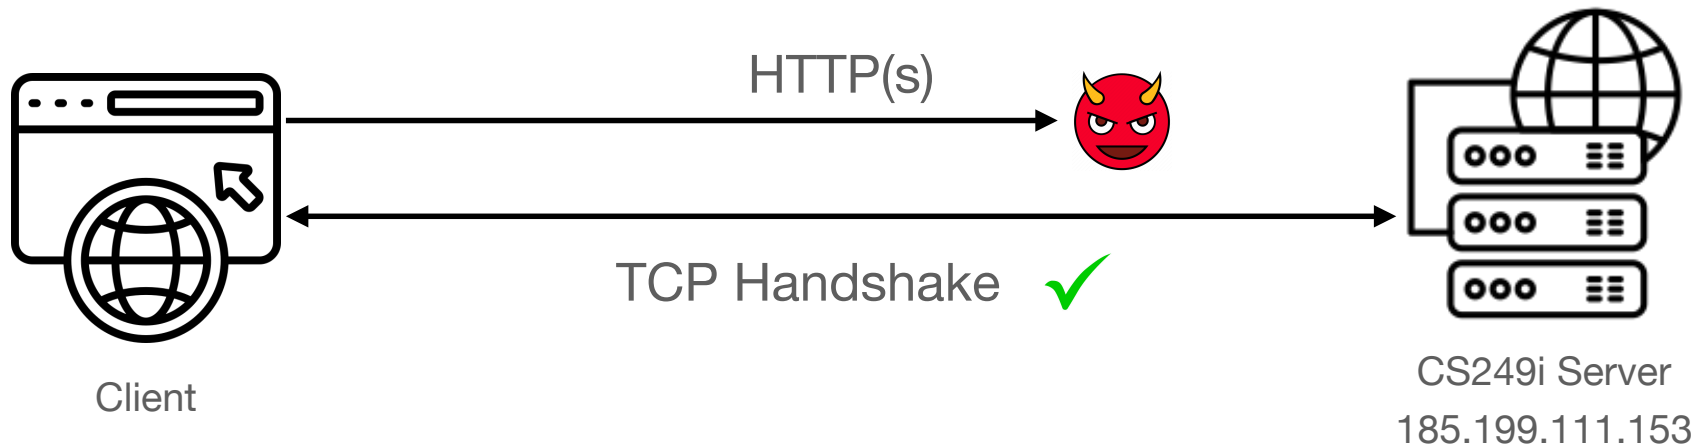 HTTP(s)
TCP Handshake
Client
CS249i Server
185.199.111.153